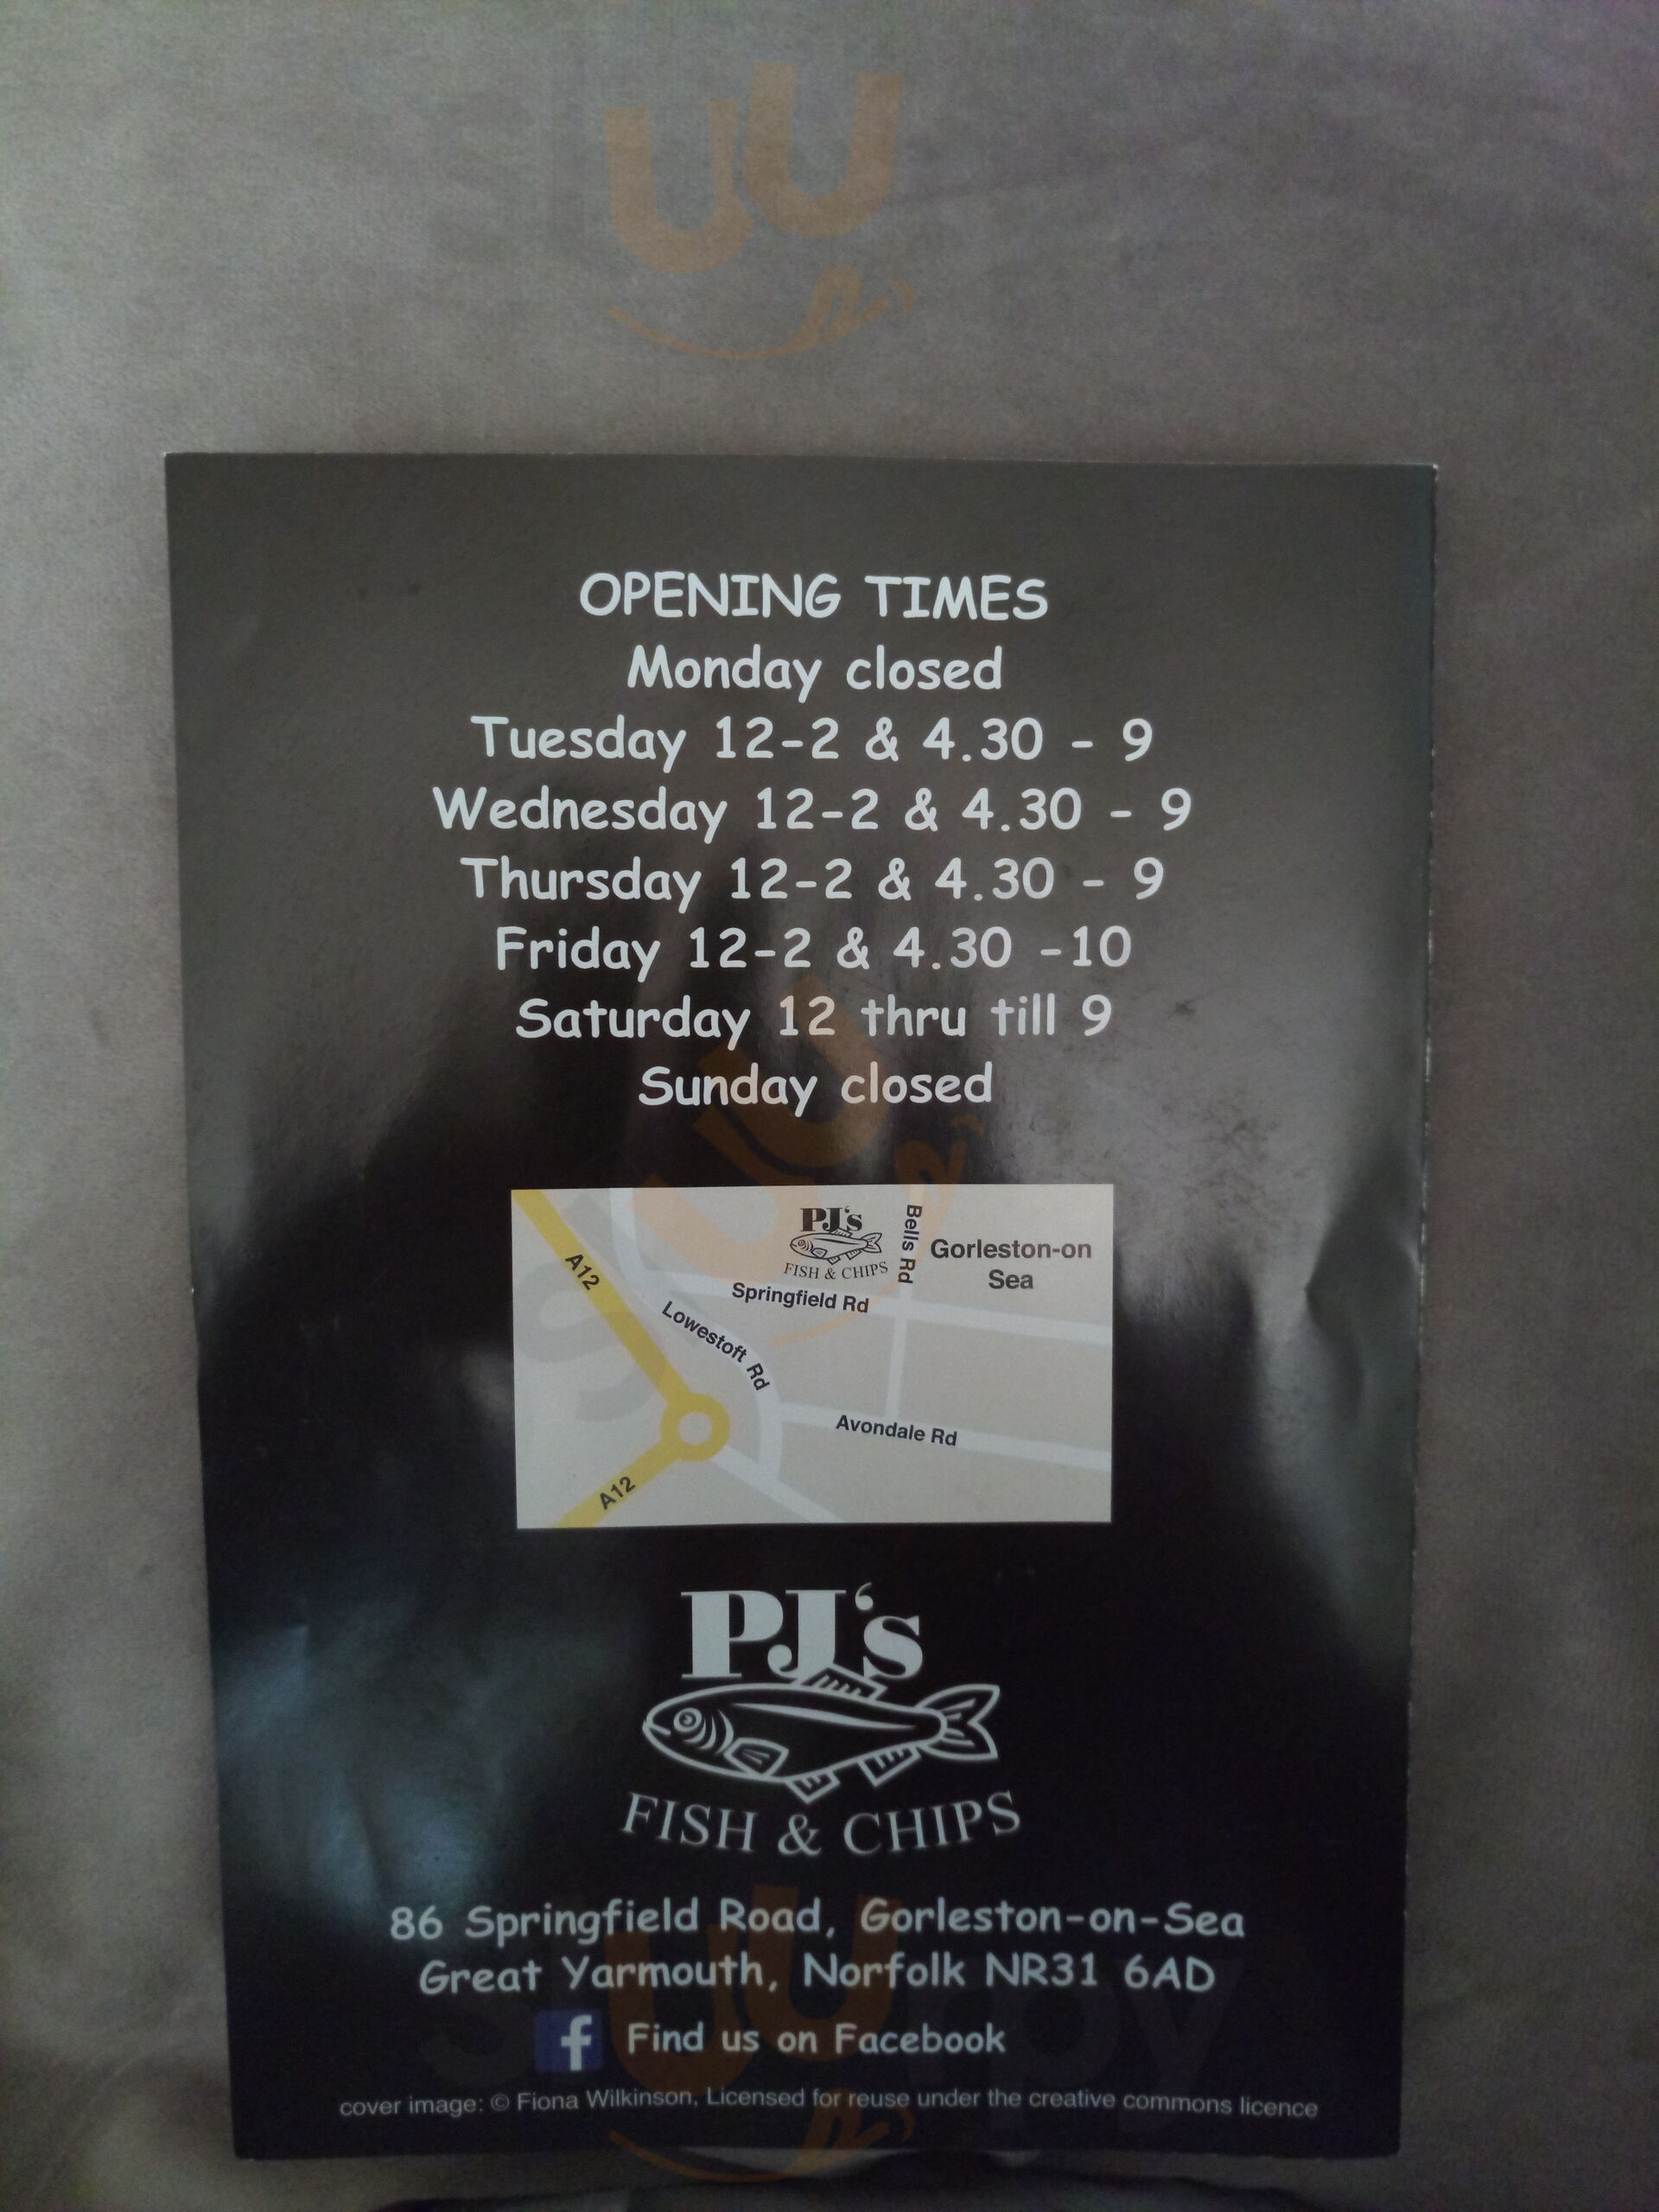 OPENING TIMES
Monday closed
Tuesday 12-2 & 4.30 - 9
Wednesday 12-2 & 4.30 - 9
Thursday 12-2 & 4.30 - 9
Friday 12-2 & 4.30 -10
Saturday 12 thru till 9
Sunday closed
PJ's
FISH & CHIPS
Bells Rd
Gorleston-on
Sea
A12
Springfield Rd
Lowestoft Rd
Avondale Rd
A12
PJ‘s
FISH & CHIPS
86 Springfield Road, Gorleston-on-Sea
Great Yarmouth, Norfolk NR31 6AD
f Find us on Facebook
cover image: © Fiona Wilkinson, Licensed for reuse under the creative commons licence